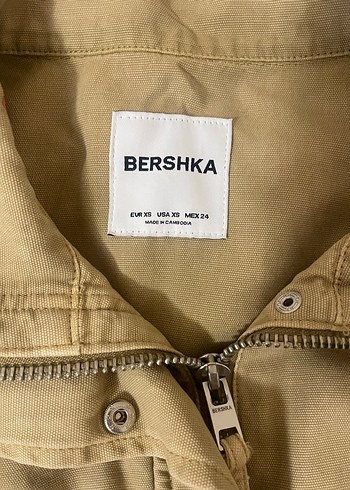 BERSHKA
EUR XS USA XS MEX 24
MADE IN CAMBODIA
BERSHKA